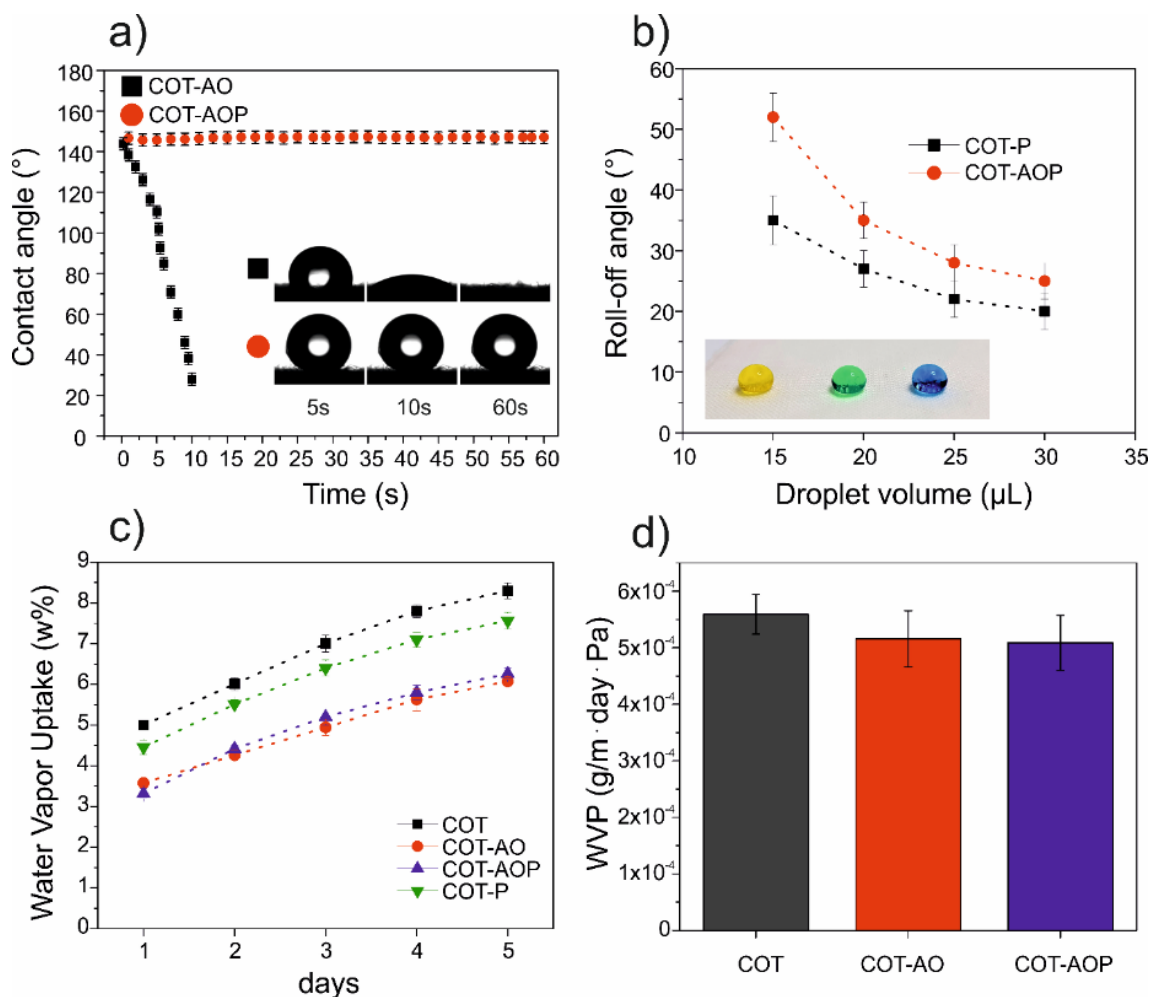 a)
180
160
140
120
100
80
60
40
20
0
Contact angle (°)
COT-AO
COT-AOP
5s 10s 60s
0 5 10 15 20 25 30 35 40 45 50 55 60
Time (s)
b)
60
50
40
30
20
10
0
Roll-off angle (°)
COT-P
COT-AOP
10 15 20 25 30 35
Droplet volume (µL)
c)
9
8
7
6
5
4
3
2
1
0
Water Vapor Uptake (w%)
COT
COT-AO
COT-AOP
COT-P
1 2 3 4 5
days
d)
6x10⁻⁴
5x10⁻⁴
4x10⁻⁴
3x10⁻⁴
2x10⁻⁴
1x10⁻⁴
0
WVP (g/m·day·Pa)
COT COT-AO COT-AOP